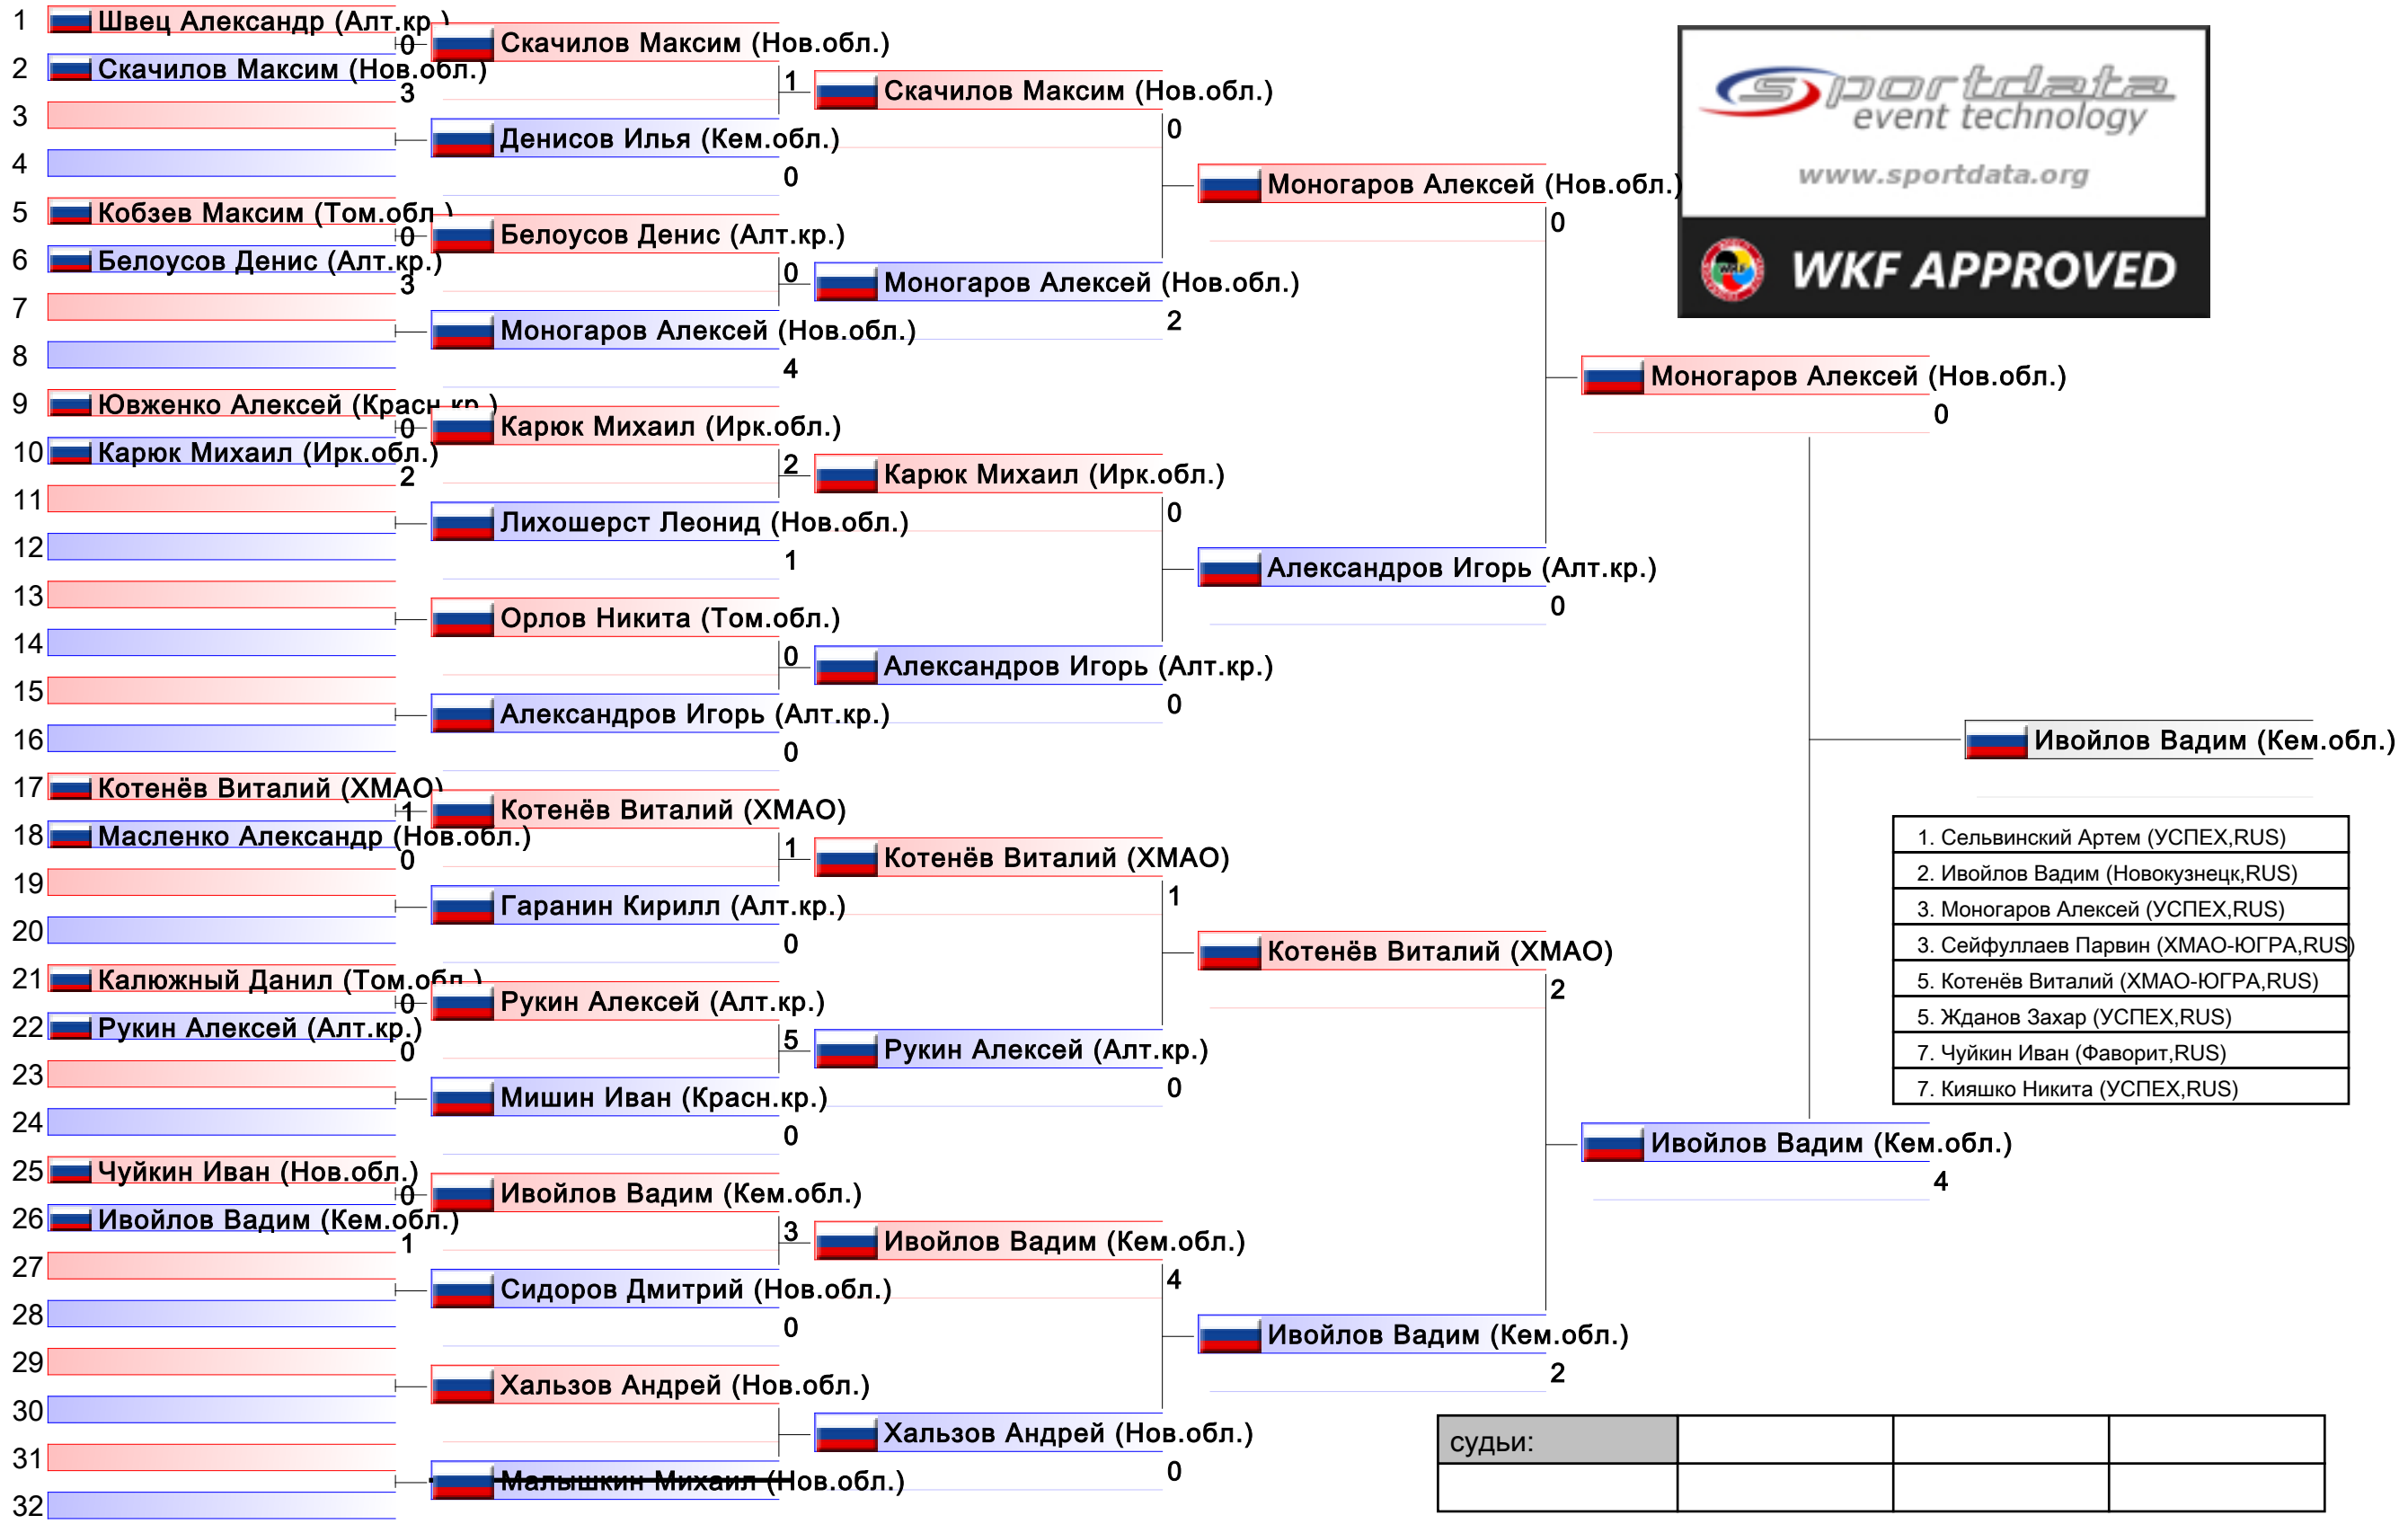 1 Швец Александр (Алт.кр.)
0
2 Скачилов Максим (Нов.обл.)
3
3
4
5 Кобзев Максим (Том.обл.)
0
6 Белоусов Денис (Алт.кр.)
3
7
8
9 Ювженко Алексей (Красн.кр.)
0
10 Карюк Михаил (Ирк.обл.)
2
11
12
13
14
15
16
17 Котенёв Виталий (ХМАО)
1
18 Масленко Александр (Нов.обл.)
0
19
20
21 Калюжный Данил (Том.обл.)
0
22 Рукин Алексей (Алт.кр.)
0
23
24
25 Чуйкин Иван (Нов.обл.)
0
26 Ивойлов Вадим (Кем.обл.)
1
27
28
29
30
31
32
Скачилов Максим (Нов.обл.)
1
Денисов Илья (Кем.обл.)
0
Белоусов Денис (Алт.кр.)
0
Моногаров Алексей (Нов.обл.)
4
Карюк Михаил (Ирк.обл.)
2
Лихошерст Леонид (Нов.обл.)
1
Орлов Никита (Том.обл.)
0
Александров Игорь (Алт.кр.)
0
Котенёв Виталий (ХМАО)
1
Гаранин Кирилл (Алт.кр.)
0
Рукин Алексей (Алт.кр.)
5
Мишин Иван (Красн.кр.)
0
Ивойлов Вадим (Кем.обл.)
3
Сидоров Дмитрий (Нов.обл.)
0
Хальзов Андрей (Нов.обл.)
Малышкин Михаил (Нов.обл.)
Скачилов Максим (Нов.обл.)
0
Моногаров Алексей (Нов.обл.)
2
Карюк Михаил (Ирк.обл.)
0
Александров Игорь (Алт.кр.)
0
Котенёв Виталий (ХМАО)
1
Рукин Алексей (Алт.кр.)
0
Ивойлов Вадим (Кем.обл.)
4
Хальзов Андрей (Нов.обл.)
0
Моногаров Алексей (Нов.обл.)
0
Александров Игорь (Алт.кр.)
0
Котенёв Виталий (ХМАО)
2
Ивойлов Вадим (Кем.обл.)
2
Моногаров Алексей (Нов.обл.)
0
Ивойлов Вадим (Кем.обл.)
4
Ивойлов Вадим (Кем.обл.)
sportdata
event technology
www.sportdata.org
WKF
WKF APPROVED
1. Сельвинский Артем (УСПЕХ,RUS)
2. Ивойлов Вадим (Новокузнецк,RUS)
3. Моногаров Алексей (УСПЕХ,RUS)
3. Сейфуллаев Парвин (ХМАО-ЮГРА,RUS)
5. Котенёв Виталий (ХМАО-ЮГРА,RUS)
5. Жданов Захар (УСПЕХ,RUS)
7. Чуйкин Иван (Фаворит,RUS)
7. Кияшко Никита (УСПЕХ,RUS)
судьи: